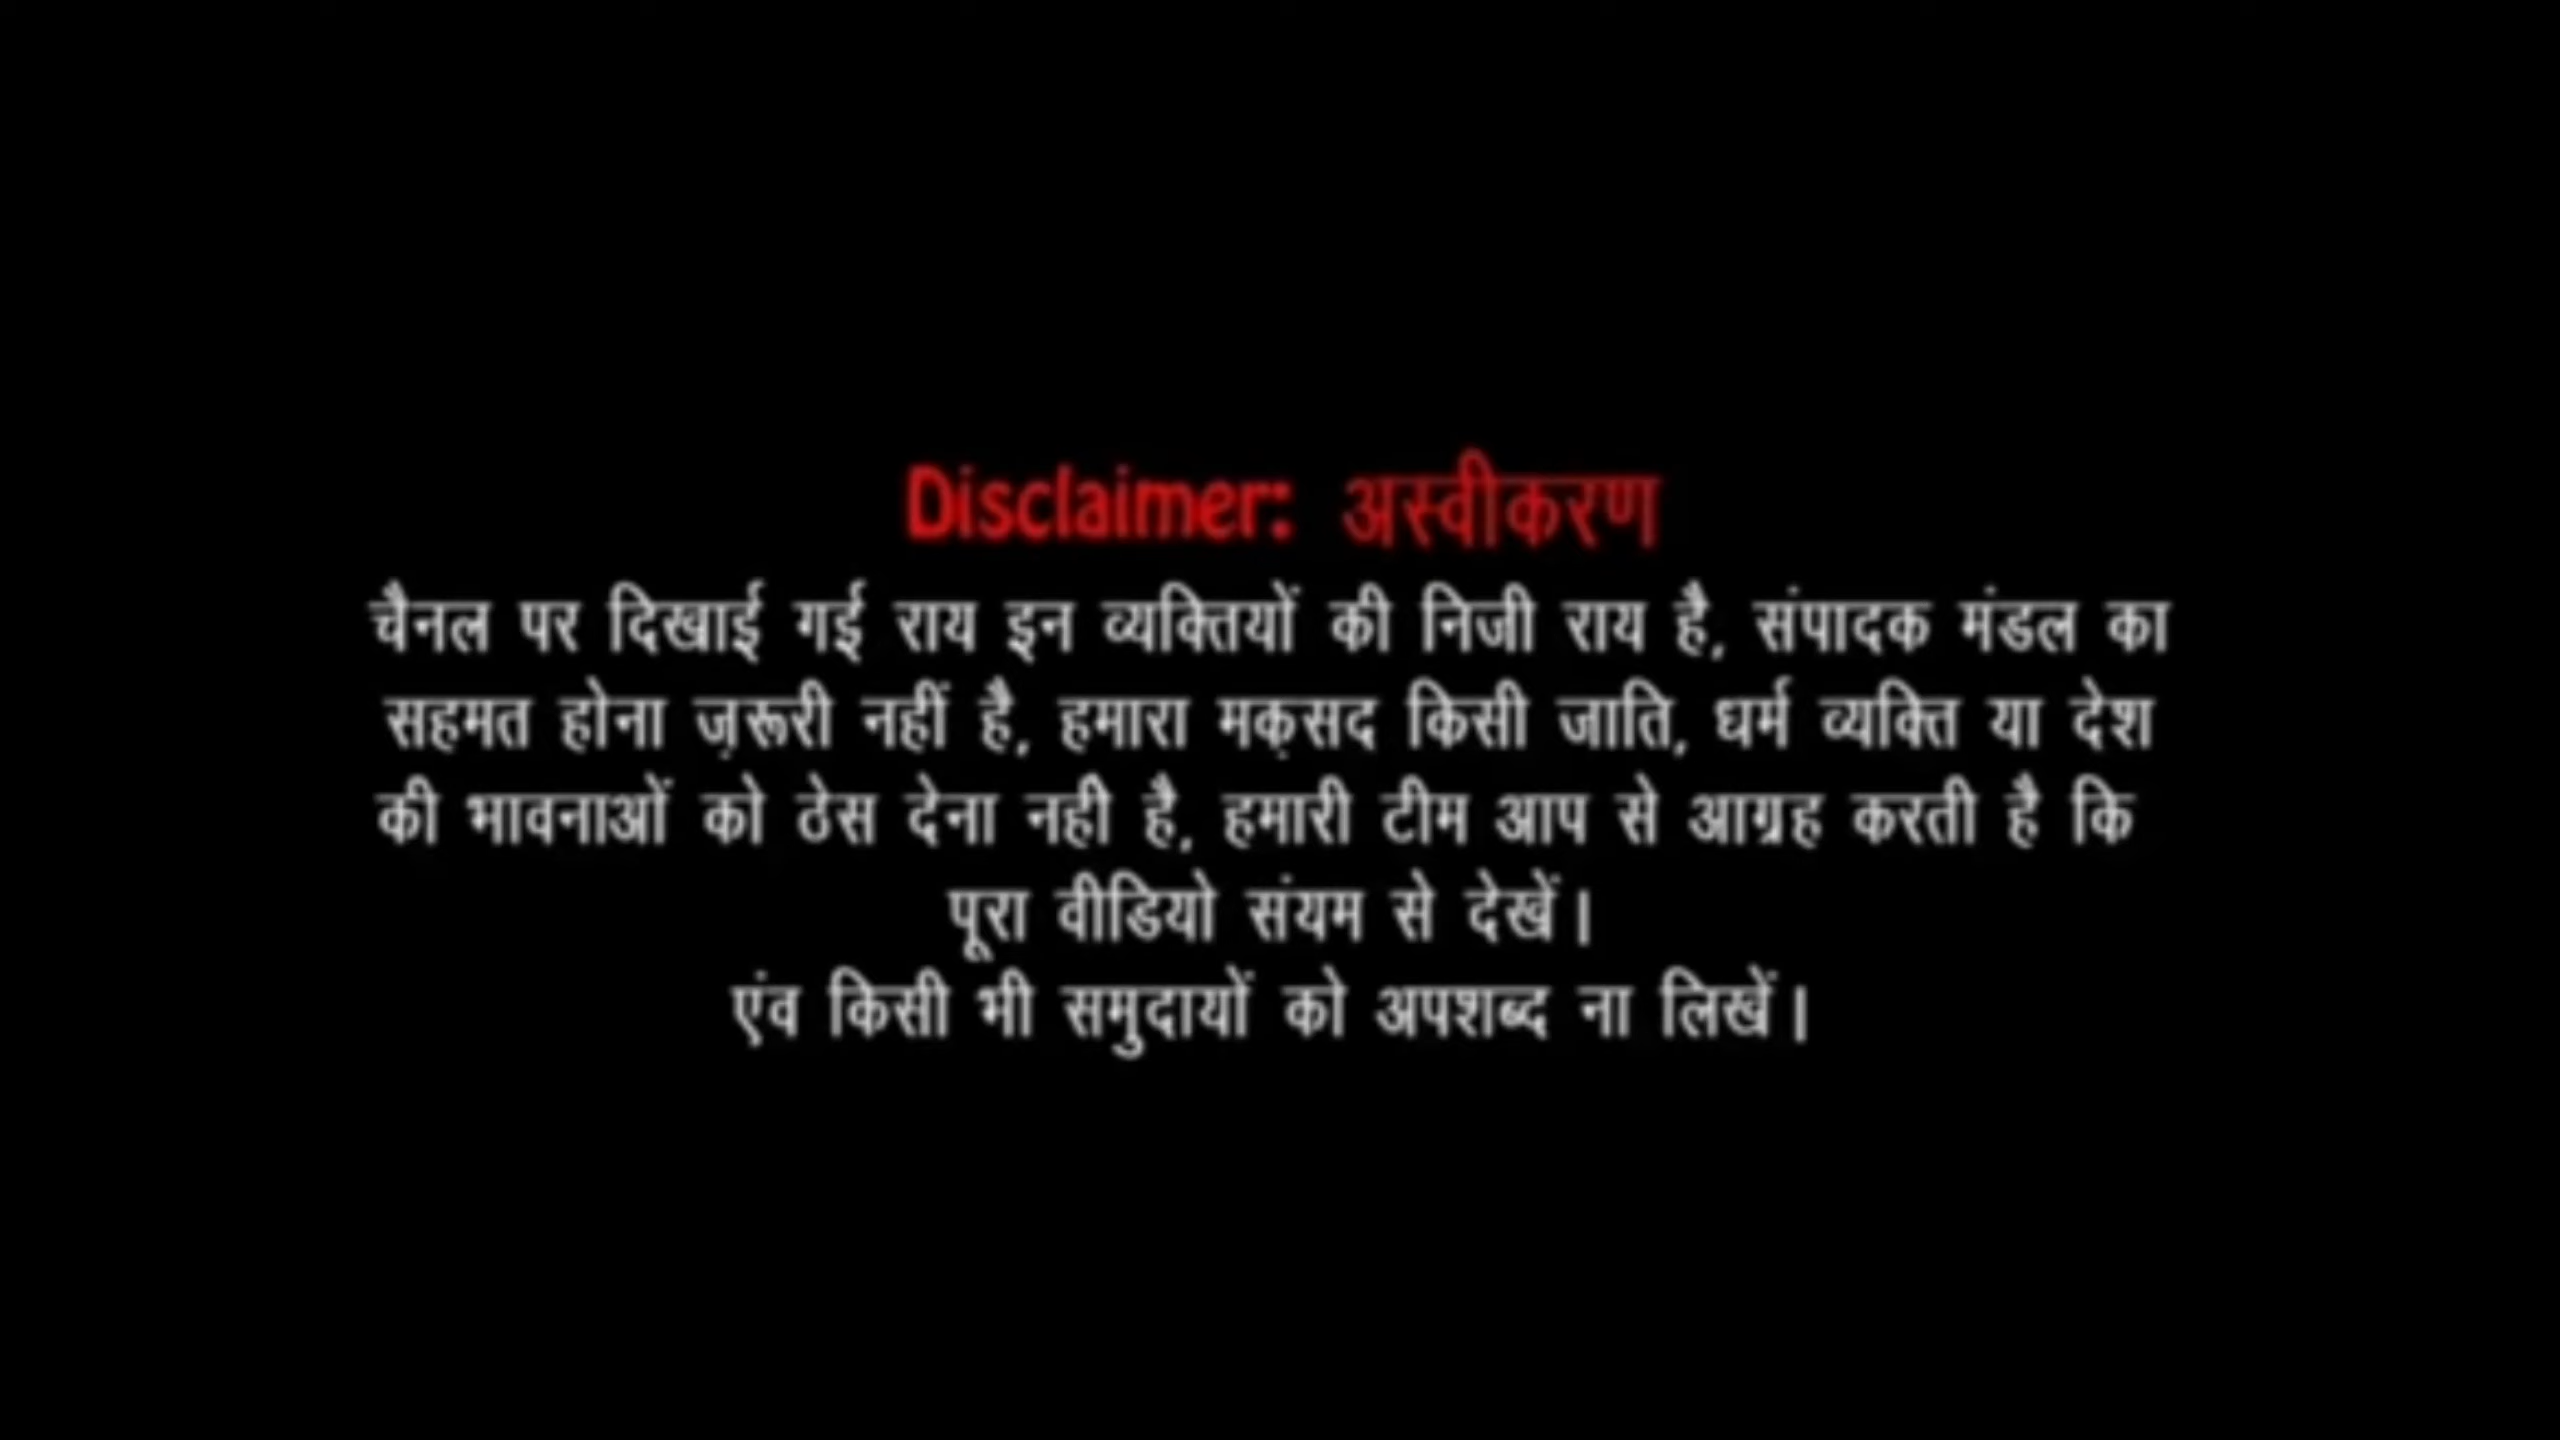 Disclaimer: अस्वीकरण
चैनल पर दिखाई गई राय इन व्यक्तियों की निजी राय है, संपादक मंडल का
सहमत होना ज़रूरी नहीं है, हमारा मक़सद किसी जाति, धर्म व्यक्ति या देश
की भावनाओं को ठेस देना नही है, हमारी टीम आप से आग्रह करती है कि
पूरा वीडियो संयम से देखें।
एंव किसी भी समुदायों को अपशब्द ना लिखें।